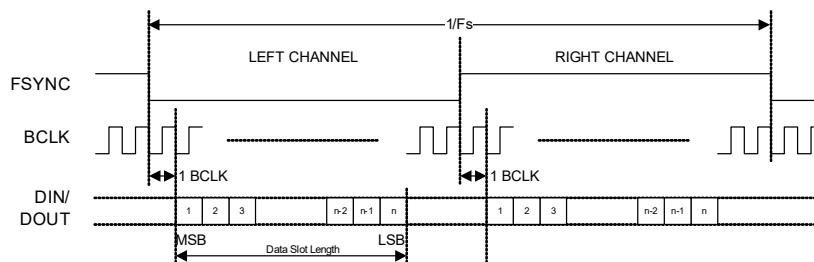 1/Fs
LEFT CHANNEL RIGHT CHANNEL
FSYNC
BCLK
1 BCLK 1 BCLK
DIN/
DOUT
1 2 3 n-2 n-1 n 1 2 3 n-2 n-1 n
MSB LSB
Data Slot Length